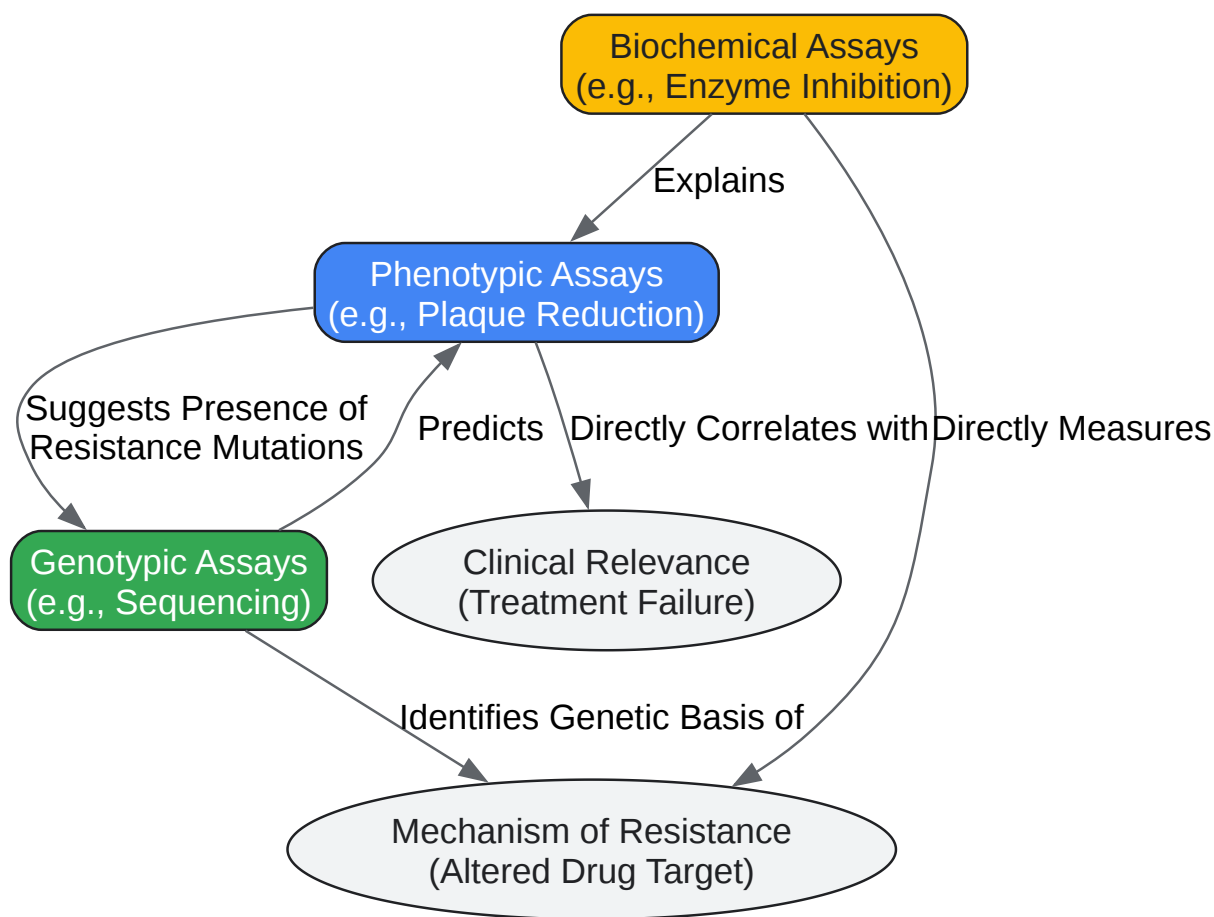 Biochemical Assays
(e.g., Enzyme Inhibition)
Explains
Phenotypic Assays
(e.g., Plaque Reduction)
Suggests Presence of
Resistance Mutations
Predicts
Directly Correlates with
Directly Measures
Genotypic Assays
(e.g., Sequencing)
Clinical Relevance
(Treatment Failure)
Identifies Genetic Basis of
Mechanism of Resistance
(Altered Drug Target)